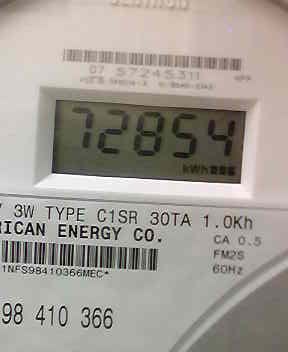 07 57245311
72854
kWh
V 3W TYPE C1SR 30TA 1.0Kh
RICAN ENERGY CO.
CA 0.5
FM2S
60Hz
1NFS98410366MEC*
98 410 366